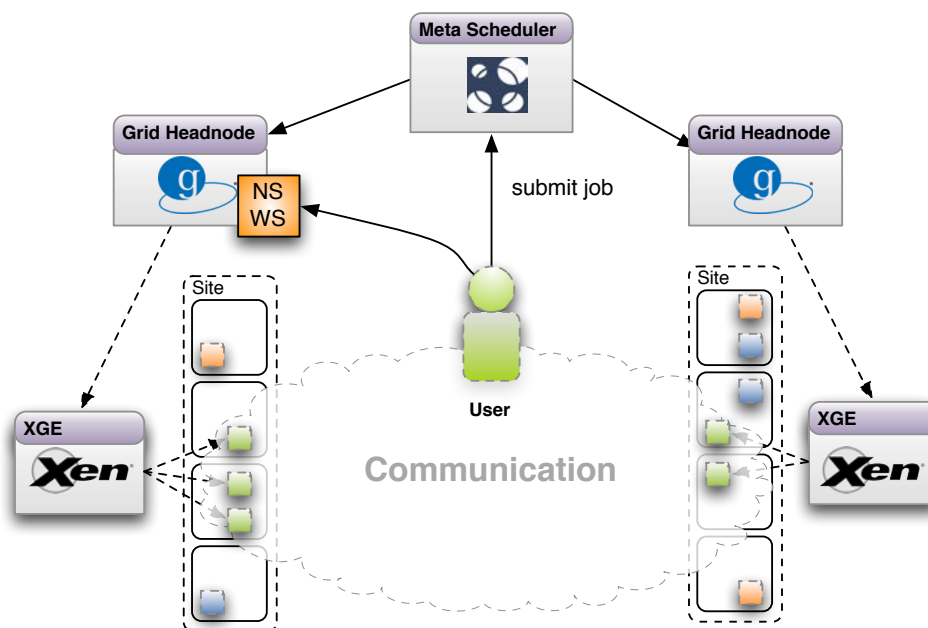 Meta Scheduler
Grid Headnode
Grid Headnode
g
g
NS
WS
submit job
Site
Site
User
XGE
XGE
Xen
Xen
Communication